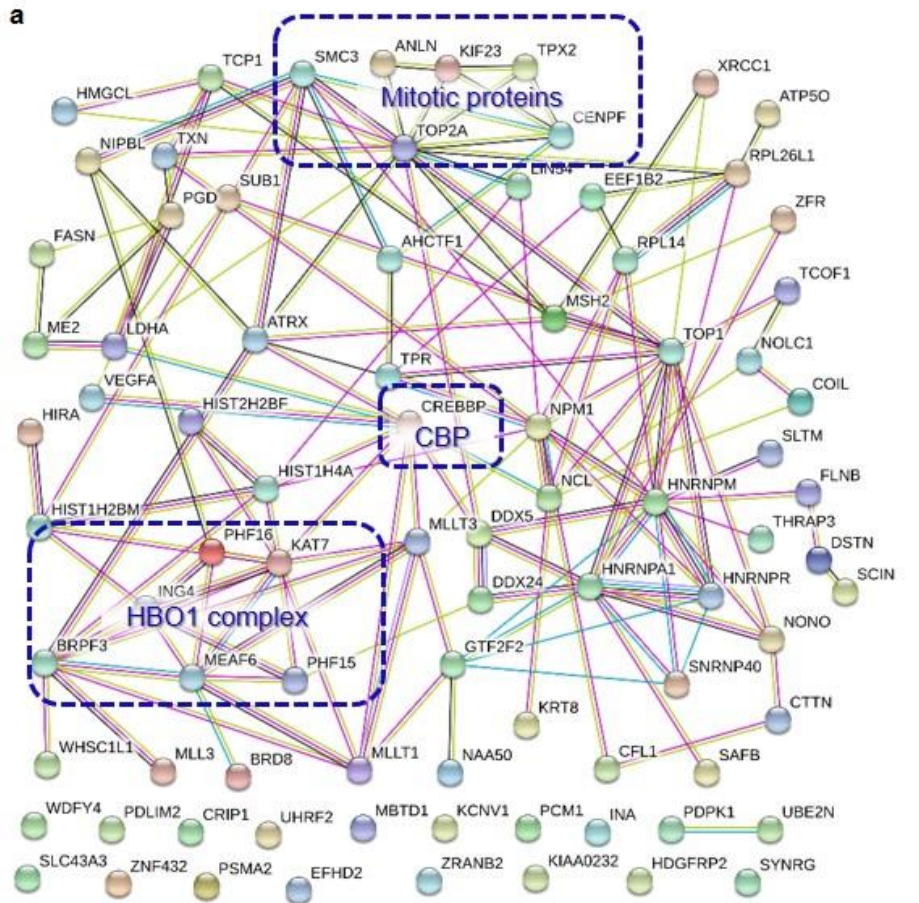 a
TCP1
SMC3
ANLN
KIF23
TPX2
XRCC1
HMGCL
Mitotic proteins
ATP5O
CENPF
TOP2A
NIPBL
TXN
RPL26L1
SUB1
LIN54
EEF1B2
PGD
ZFR
FASN
AHCTF1
RPL14
TCOF1
MSH2
ME2
LDHA
ATRX
TOP1
NOLC1
TPR
VEGFA
COIL
HIST2H2BF
CREBBP
NPM1
HIRA
CBP
SLTM
HIST1H4A
NCL
HNRNPM
FLNB
HIST1H2BM
DDX5
THRAP3
PHF16
KAT7
MLLT3
DSTN
HNRNPA1
HNRNPR
SCIN
ING4
DDX24
HBO1 complex
NONO
BRPF3
MEAF6
PHF15
GTF2F2
SNRNP40
CTTN
KRT8
WHSC1L1
MLL3
BRD8
MLLT1
NAA50
CFL1
SAFB
WDFY4
PDLIM2
CRIP1
UHRF2
MBTD1
KCNV1
PCM1
INA
PDPK1
UBE2N
SLC43A3
ZNF432
PSMA2
EFHD2
ZRANB2
KIAA0232
HDGFRP2
SYNRG